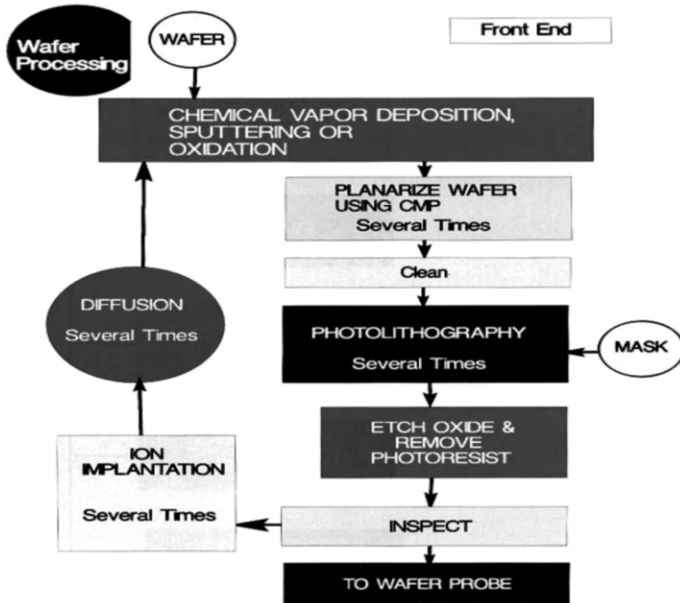 Wafer
Processing
WAFER
Front End
CHEMICAL VAPOR DEPOSITION,
SPUTTERING OR
OXIDATION
PLANARIZE WAFER
USING CMP
Several Times
Clean
DIFFUSION
Several Times
PHOTOLITHOGRAPHY
Several Times
MASK
ETCH OXIDE &
REMOVE
PHOTORESIST
ION
IMPLANTATION
Several Times
INSPECT
TO WAFER PROBE